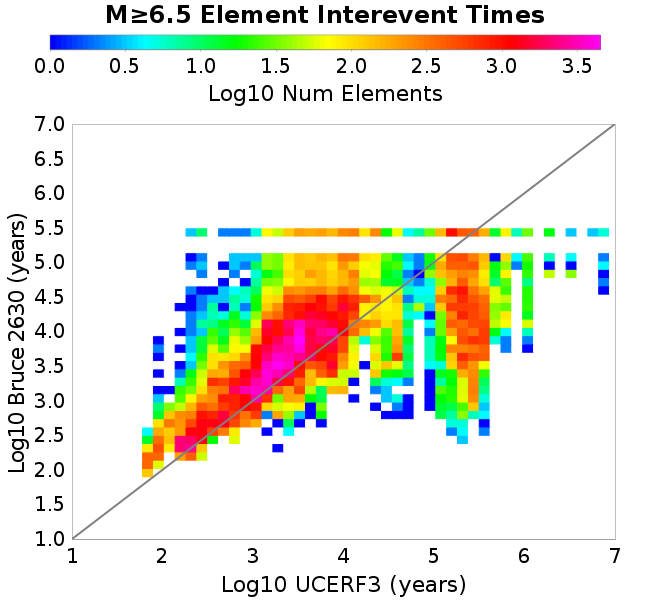 M≥6.5 Element Interevent Times
0.0 0.5 1.0 1.5 2.0 2.5 3.0 3.5
Log10 Num Elements
7.0
6.5
6.0
5.5
5.0
4.5
4.0
3.5
3.0
2.5
2.0
1.5
1.0
Log10 Bruce 2630 (years)
1 2 3 4 5 6 7
Log10 UCERF3 (years)